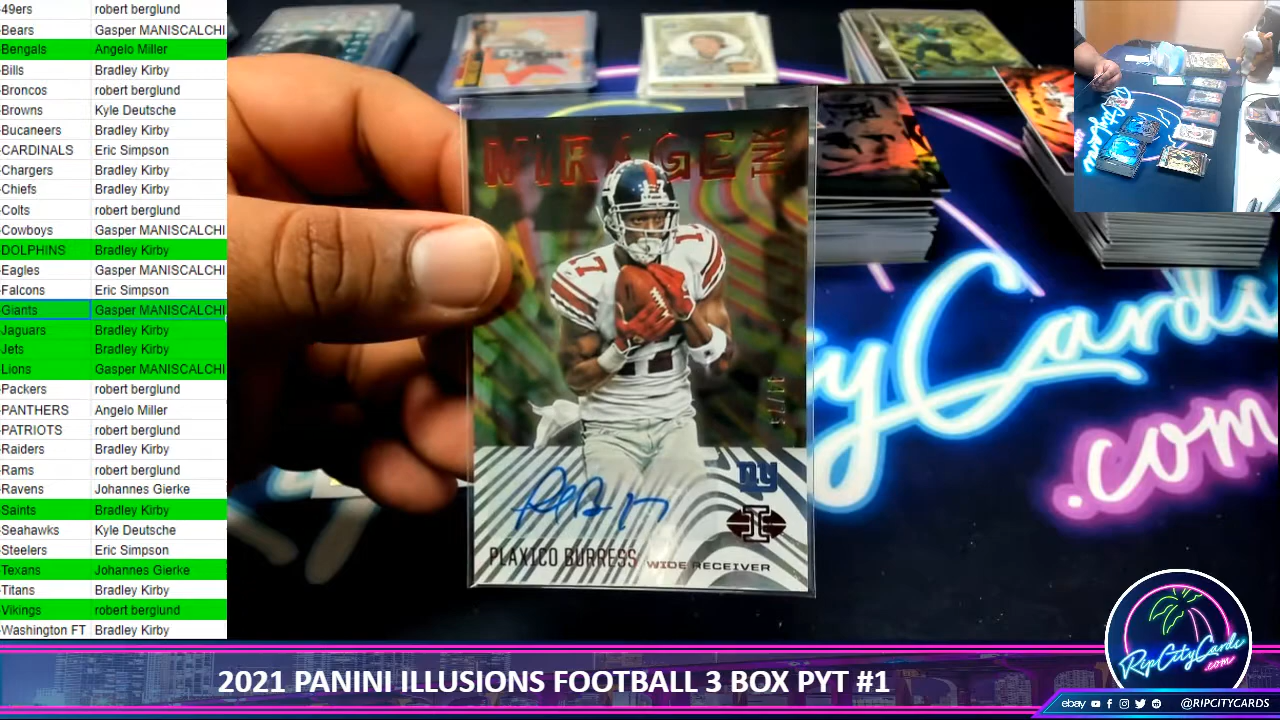 -49ers robert berglund
-Bears Gasper MANISCALCHI
-Bengals Angelo Miller
-Bills Bradley Kirby
-Broncos robert berglund
-Browns Kyle Deutsche
-Bucaneers Bradley Kirby
-CARDINALS Eric Simpson
-Chargers Bradley Kirby
-Chiefs Bradley Kirby
-Colts robert berglund
-Cowboys Gasper MANISCALCHI
-DOLPHINS Bradley Kirby
-Eagles Gasper MANISCALCHI
-Falcons Eric Simpson
-Giants Gasper MANISCALCHI
-Jaguars Bradley Kirby
-Jets Bradley Kirby
-Lions Gasper MANISCALCHI
-Packers robert berglund
-PANTHERS Angelo Miller
-PATRIOTS robert berglund
-Raiders Bradley Kirby
-Rams robert berglund
-Ravens Johannes Gierke
-Saints Bradley Kirby
-Seahawks Kyle Deutsche
-Steelers Eric Simpson
-Texans Johannes Gierke
-Titans Bradley Kirby
-Vikings robert berglund
-Washington FT Bradley Kirby
MIRAGE INK
17
17
ny
I
PLAXICO BURRESS WIDE RECEIVER
yCards
.com
RipCityCards
.com
2021 PANINI ILLUSIONS FOOTBALL 3 BOX PYT #1
ebay @RIPCITYCARDS